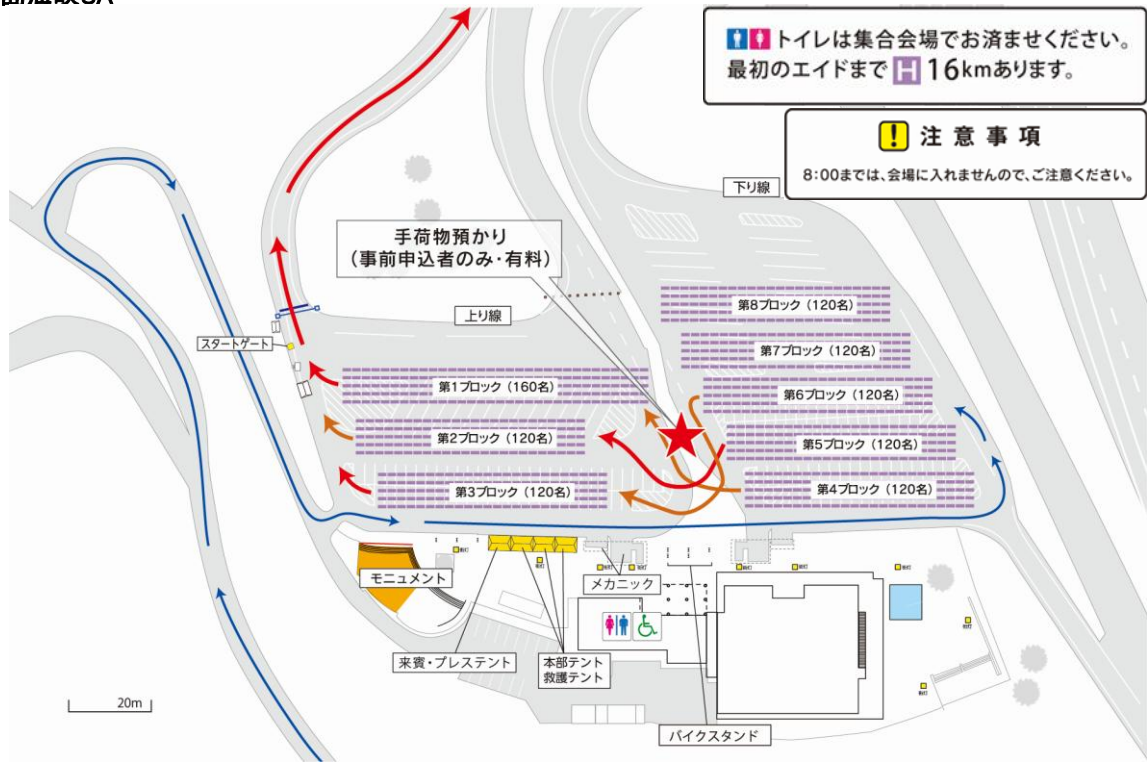 トイレは集合会場でお済ませください。
最初のエイドまで H 16kmあります。
! 注意事項
8:00までは、会場に入れませんので、ご注意ください。
下り線
手荷物預かり
(事前申込者のみ・有料)
上り線
スタートゲート
第8ブロック(120名)
第7ブロック(120名)
第6ブロック(120名)
第5ブロック(120名)
第4ブロック(120名)
第1ブロック(160名)
第2ブロック(120名)
第3ブロック(120名)
モニュメント
メカニック
来賓・プレステント
本部テント
救護テント
バイクスタンド
20m